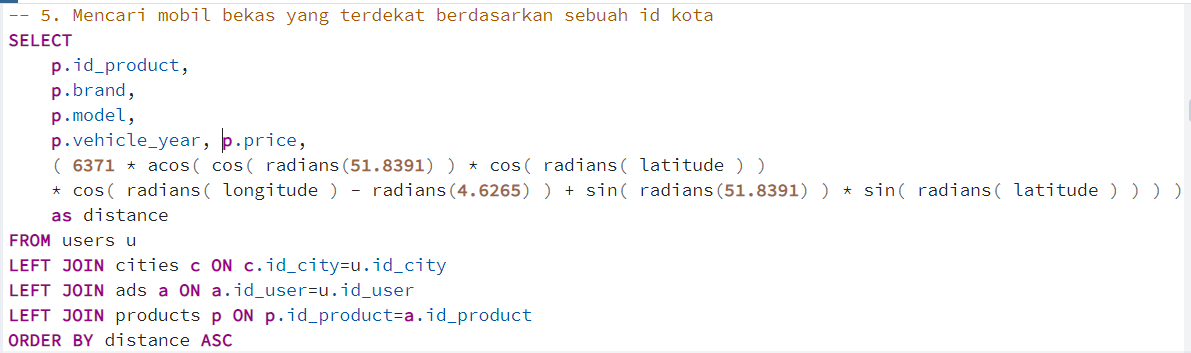 -- 5. Mencari mobil bekas yang terdekat berdasarkan sebuah id kota
SELECT
p.id_product,
p.brand,
p.model,
p.vehicle_year, p.price,
( 6371 * acos( cos( radians(51.8391) ) * cos( radians( latitude ) )
* cos( radians( longitude ) - radians(4.6265) ) + sin( radians(51.8391) ) * sin( radians( latitude ) ) ) )
as distance
FROM users u
LEFT JOIN cities c ON c.id_city=u.id_city
LEFT JOIN ads a ON a.id_user=u.id_user
LEFT JOIN products p ON p.id_product=a.id_product
ORDER BY distance ASC